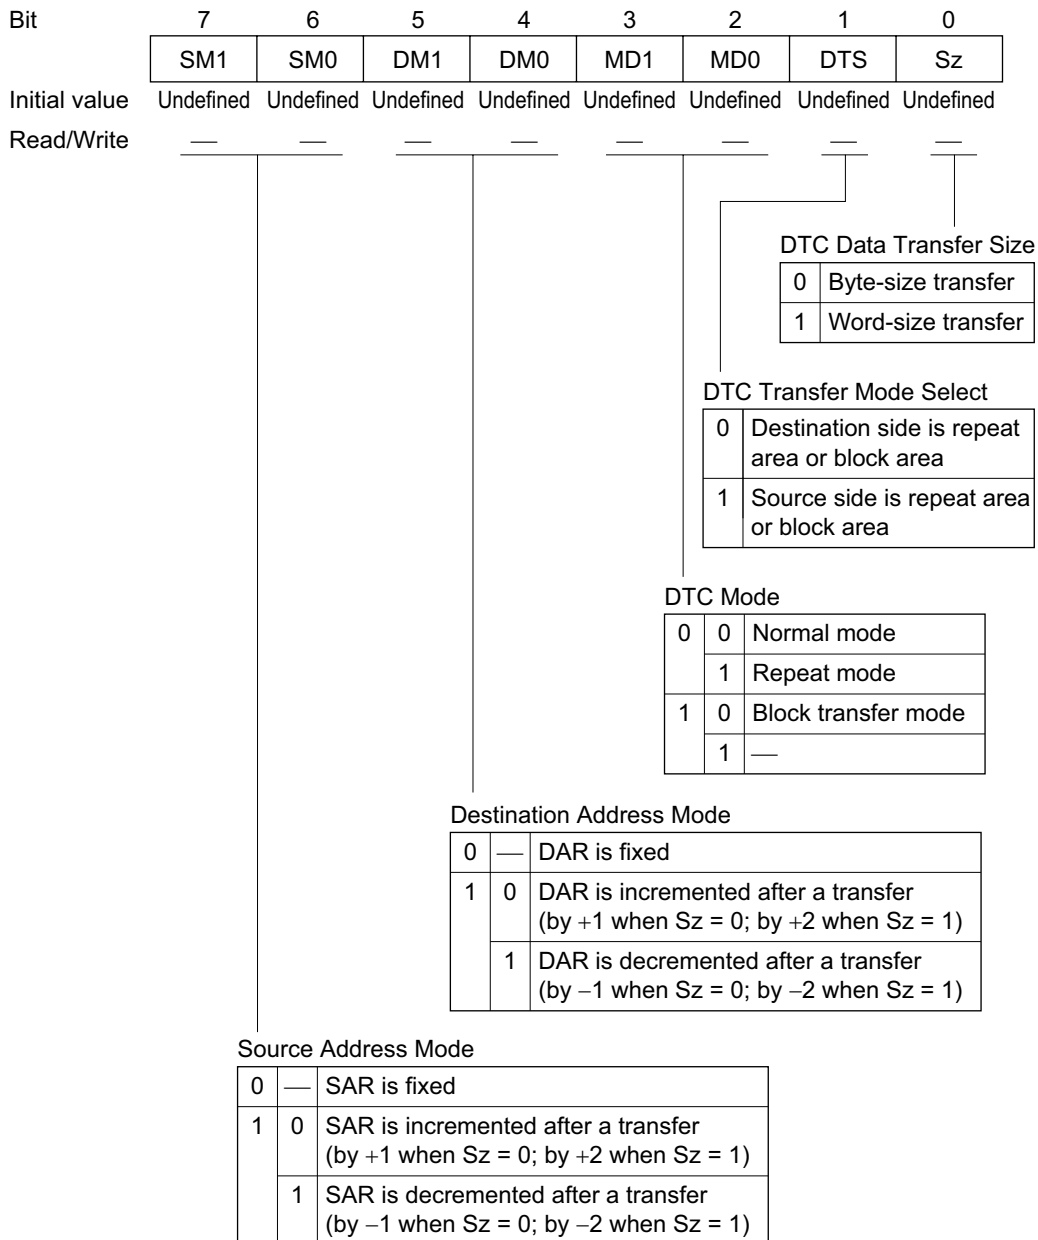 Bit 7 6 5 4 3 2 1 0
SM1 SM0 DM1 DM0 MD1 MD0 DTS Sz
Initial value Undefined Undefined Undefined Undefined Undefined Undefined Undefined Undefined
Read/Write — — — — — — — —
DTC Data Transfer Size
0 Byte-size transfer
1 Word-size transfer
DTC Transfer Mode Select
0 Destination side is repeat
area or block area
1 Source side is repeat area
or block area
DTC Mode
0 0 Normal mode
1 Repeat mode
1 0 Block transfer mode
1 —
Destination Address Mode
0 — DAR is fixed
1 0 DAR is incremented after a transfer
(by +1 when Sz = 0; by +2 when Sz = 1)
1 DAR is decremented after a transfer
(by −1 when Sz = 0; by −2 when Sz = 1)
Source Address Mode
0 — SAR is fixed
1 0 SAR is incremented after a transfer
(by +1 when Sz = 0; by +2 when Sz = 1)
1 SAR is decremented after a transfer
(by −1 when Sz = 0; by −2 when Sz = 1)